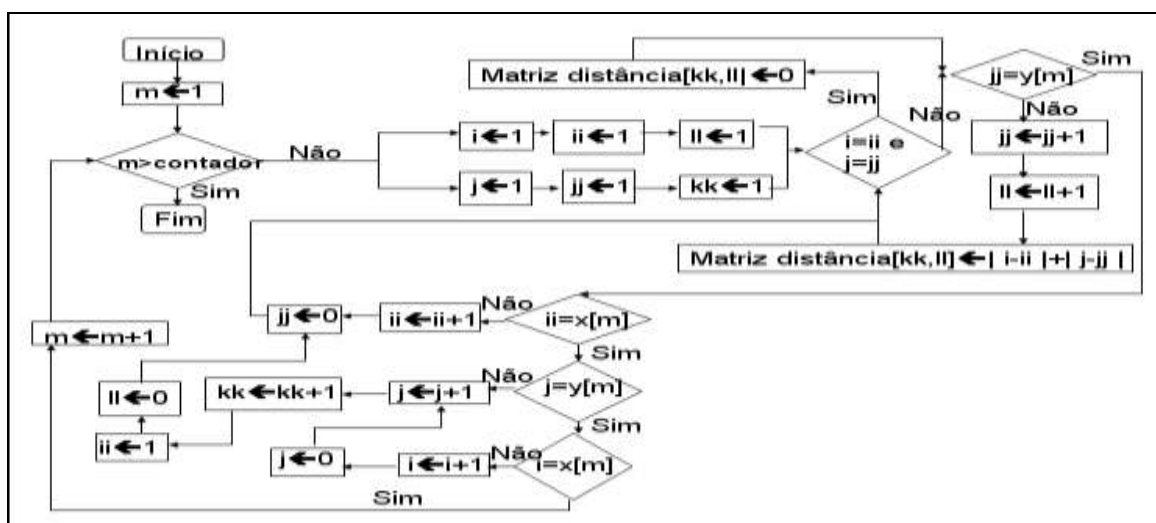 Início
m←1
m>contador
Não
Sim
Fim
i←1
ii←1
ll←1
j←1
jj←1
kk←1
Matriz distância[kk,ll| ←0
Sim
Não
i=ii e
j=jj
jj=y[m]
Sim
Não
jj←jj+1
ll←ll+1
Matriz distância[kk,ll] ←| i-ii |+| j-jj |
ii=x[m]
Não
ii←ii+1
jj←0
Sim
j=y[m]
Não
j←j+1
kk←kk+1
ii←1
ll←0
Sim
i=x[m]
Não
i←i+1
j←0
Sim
m←m+1